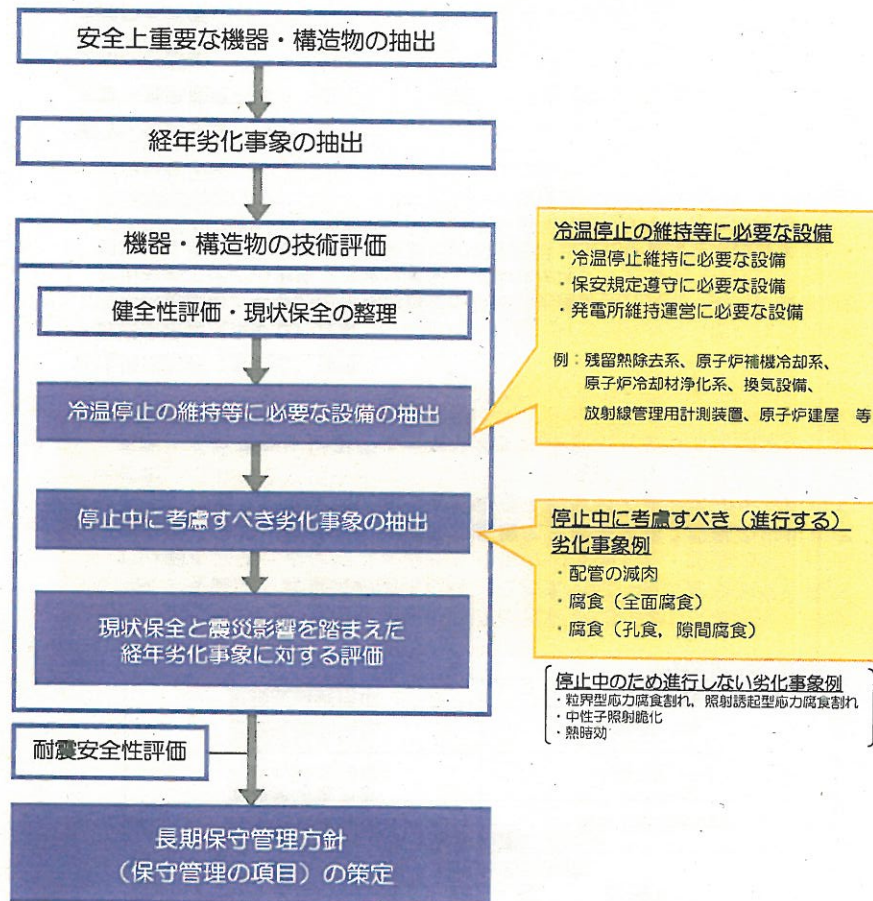 安全上重要な機器・構造物の抽出
経年劣化事象の抽出
機器・構造物の技術評価
健全性評価・現状保全の整理
冷温停止の維持等に必要な設備の抽出
停止中に考慮すべき劣化事象の抽出
現状保全と震災影響を踏まえた
経年劣化事象に対する評価
耐震安全性評価
長期保守管理方針
（保守管理の項目）の策定
冷温停止の維持等に必要な設備
・冷温停止維持に必要な設備
・保安規定遵守に必要な設備
・発電所維持運営に必要な設備
例：残留熱除去系、原子炉補機冷却系、
原子炉冷却材浄化系、換気設備、
放射線管理用計測装置、原子炉建屋　等
停止中に考慮すべき（進行する）
劣化事象例
・配管の減肉
・腐食（全面腐食）
・腐食（孔食，隙間腐食）
停止中のため進行しない劣化事象例
・粒界型応力腐食割れ，照射誘起型応力腐食割れ
・中性子照射脆化
・熱時効